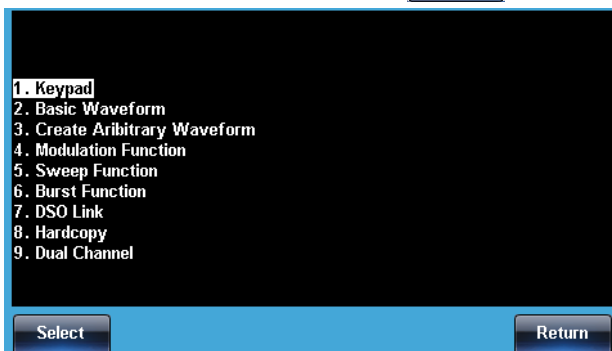 1. Keypad
2. Basic Waveform
3. Create Aribitrary Waveform
4. Modulation Function
5. Sweep Function
6. Burst Function
7. DSO Link
8. Hardcopy
9. Dual Channel
Select
Return